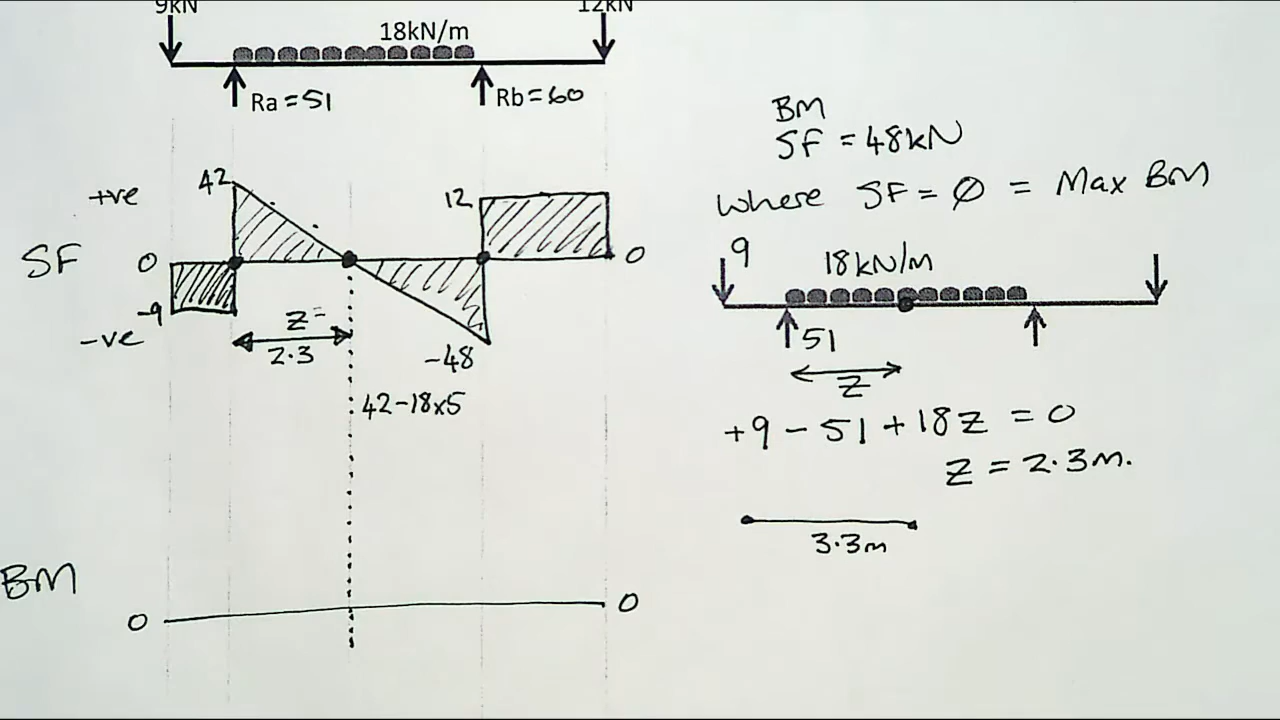 9kN
12kN
18kN/m
Ra=51
Rb=60
BM
SF = 48kN
where SF = Ø = Max BM
+ve
42
12
SF
0
0
-ve
-9
z=
2.3
-48
42-18x5
9
18kN/m
51
z
+9 - 51 + 18z = 0
z = 2.3m.
3.3m
BM
0
0